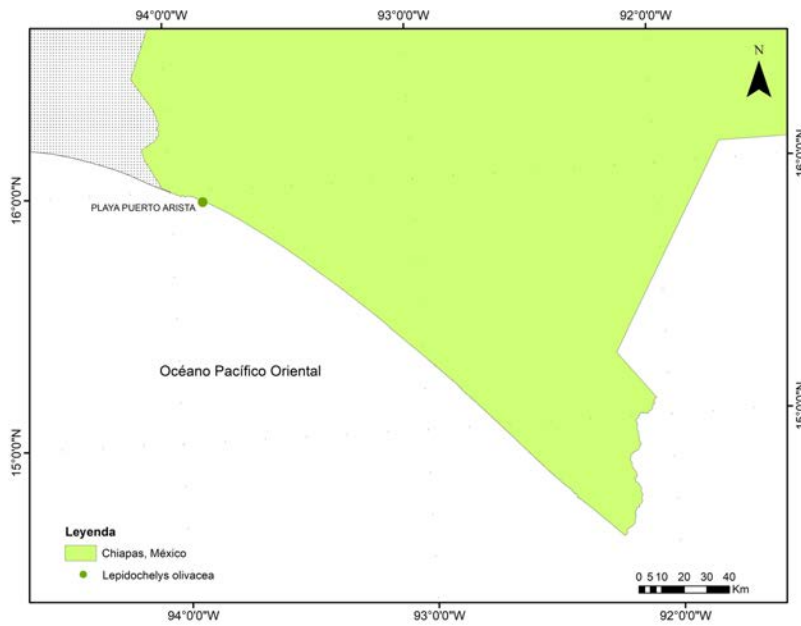 94°0'0"W
93°0'0"W
92°0'0"W
N
16°0'0"N
16°0'0"N
PLAYA PUERTO ARISTA
Océano Pacífico Oriental
15°0'0"N
15°0'0"N
Leyenda
Chiapas, México
Lepidochelys olivacea
0 5 10 20 30 40
Km
94°0'0"W
93°0'0"W
92°0'0"W